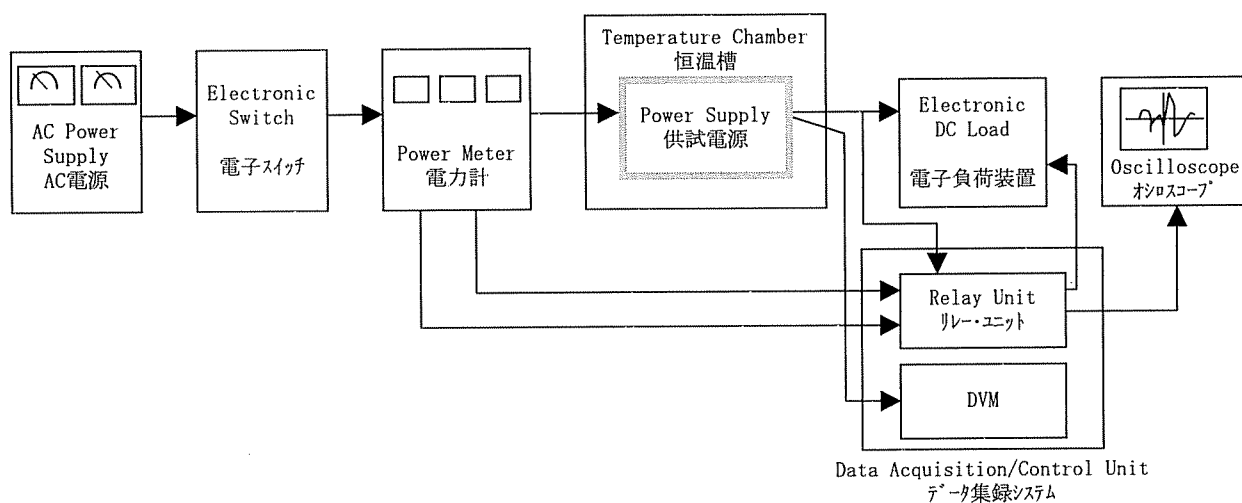 AC Power
Supply
AC電源
Electronic
Switch
電子スイッチ
Power Meter
電力計
Temperature Chamber
恒温槽
Power Supply
供試電源
Electronic
DC Load
電子負荷装置
Oscilloscope
ｵｼﾛｽｺｰﾌﾟ
Relay Unit
ﾘﾚｰ・ﾕﾆｯﾄ
DVM
Data Acquisition/Control Unit
ﾃﾞｰﾀ集録ｼｽﾃﾑ